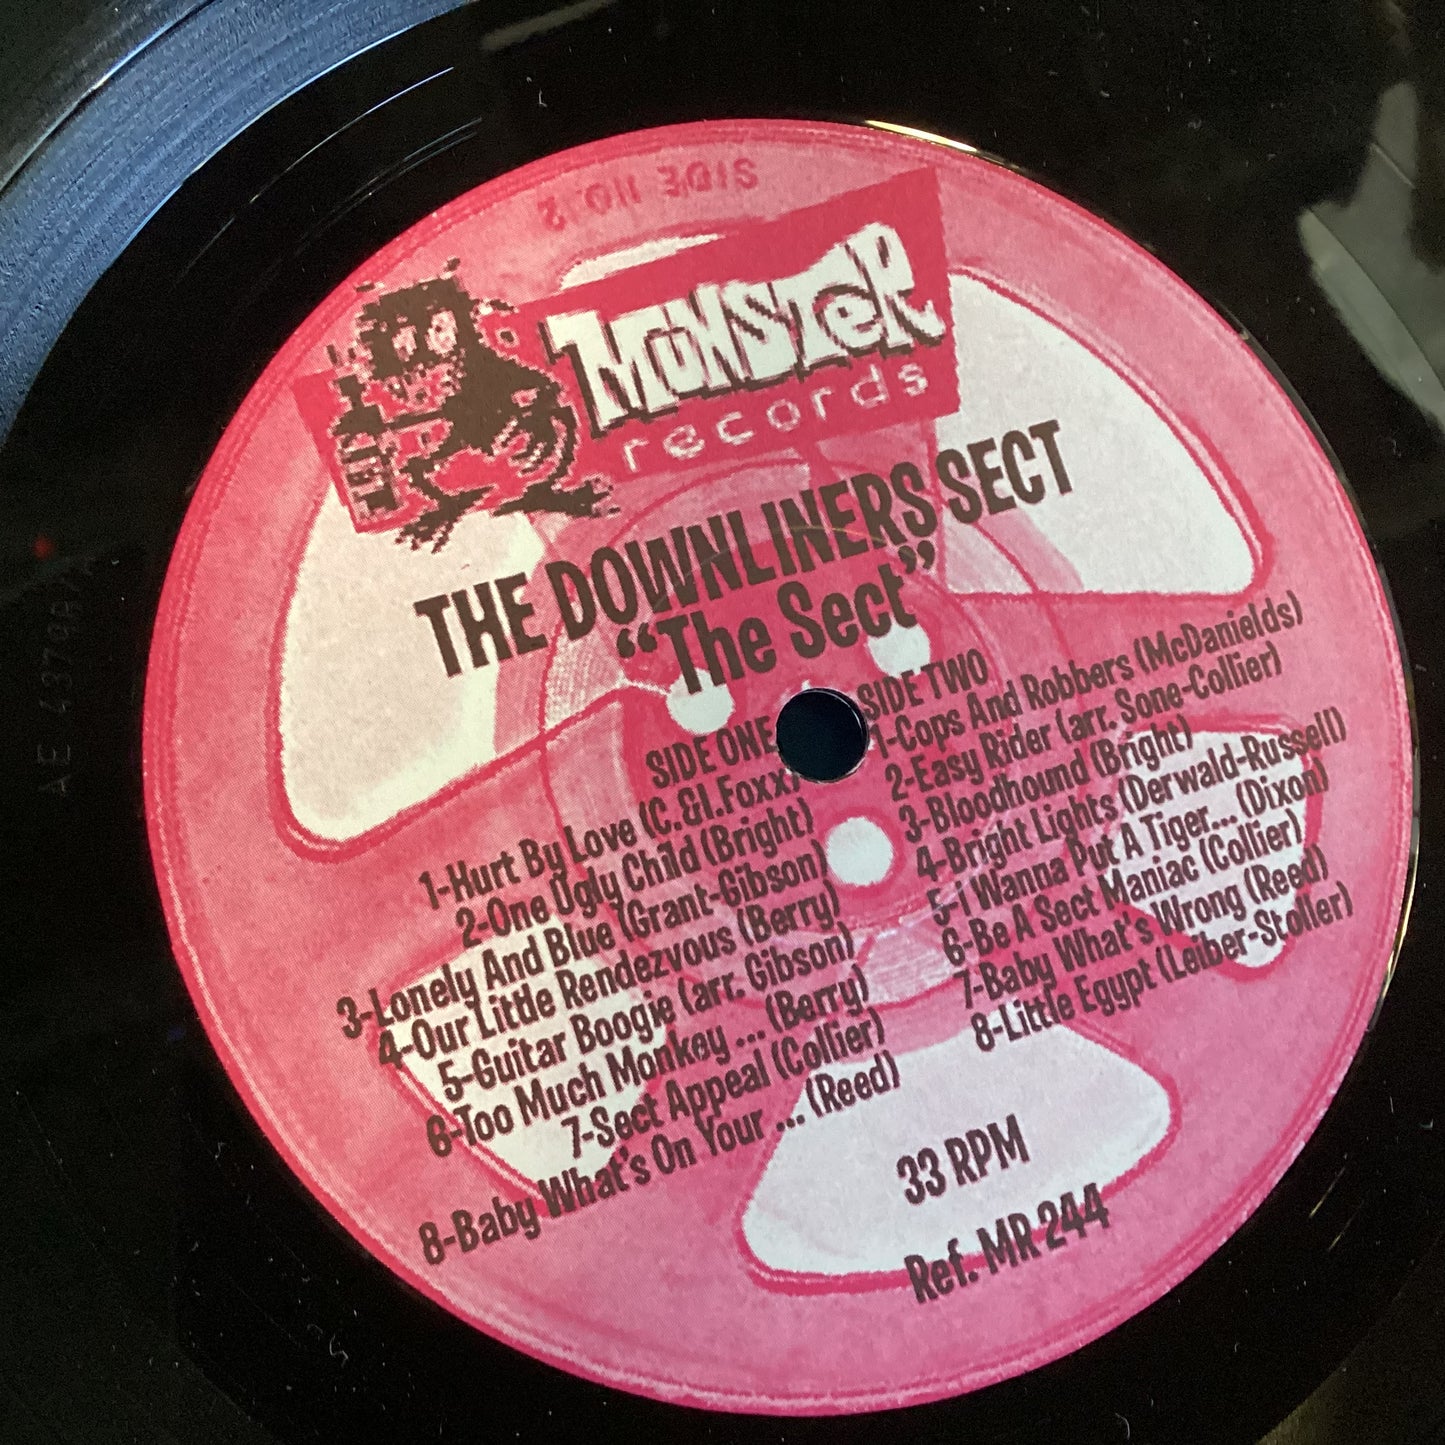 SIDE NO. 2
MUNSTER
records
THE DOWNLINERS SECT
“The Sect”
SIDE ONE
1-Hurt By Love (C.&I.Foxx)
2-One Ugly Child (Bright)
3-Lonely And Blue (Grant-Gibson)
4-Our Little Rendezvous (Berry)
5-Guitar Boogie (arr. Gibson)
6-Too Much Monkey ... (Berry)
7-Sect Appeal (Collier)
8-Baby What's On Your ... (Reed)
SIDE TWO
1-Cops And Robbers (McDanields)
2-Easy Rider (arr. Sone-Collier)
3-Bloodhound (Bright)
4-Bright Lights (Derwald-Russell)
5-I Wanna Put A Tiger... (Dixon)
6-Be A Sect Maniac (Collier)
7-Baby What's Wrong (Reed)
8-Little Egypt (Leiber-Stoller)
33 RPM
Ref. MR 244